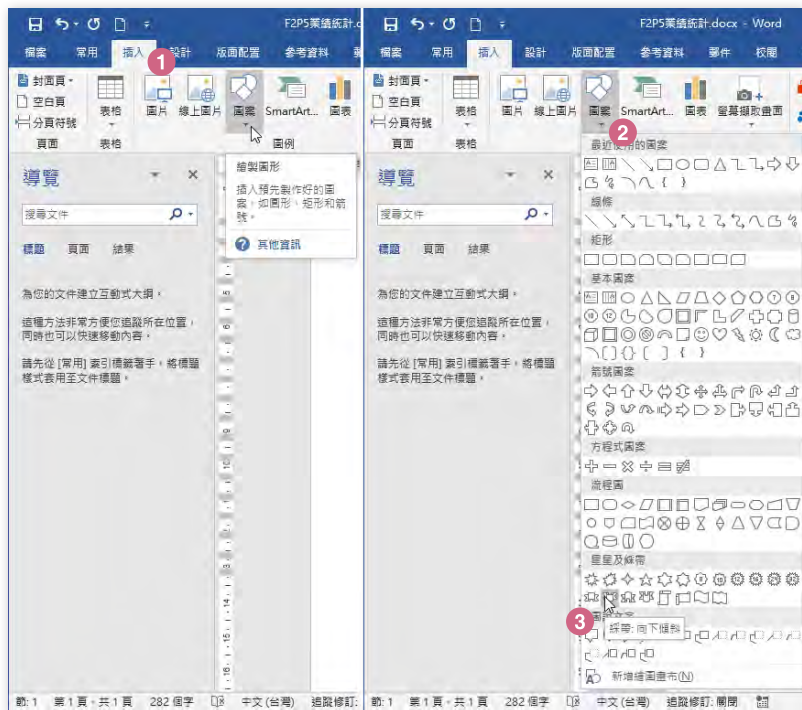 F2P5業績統計.c
檔案 常用 插入 設計 版面配置 參考資料
1
封面頁
空白頁
分頁符號
表格
圖片
線上圖片
圖案
SmartArt...
圖表
頁面
表格
圖例
繪製圖形
插入預先製作好的圖
案，如圖形、矩形和箭
號。
其他資訊
導覽
搜尋文件
標題 頁面 結果
為您的文件建立互動式大綱。
這種方法非常方便您追蹤所在位置，
同時也可以快速移動內容。
請先從 [常用] 索引標籤著手，將標題
樣式套用至文件標題。
節: 1 第 1 頁，共 1 頁 282 個字 中文 (台灣) 追蹤修訂:
F2P5業績統計.docx - Word
檔案 常用 插入 設計 版面配置 參考資料 郵件 校閱
封面頁
空白頁
分頁符號
表格
圖片
線上圖片
圖案
SmartArt...
圖表
螢幕擷取畫面
頁面
表格
2
最近使用的圖案
線條
矩形
基本圖案
箭號圖案
方程式圖案
流程圖
星星及綵帶
3
綵帶: 向下傾斜
新增繪圖畫布(N)
導覽
搜尋文件
標題 頁面 結果
為您的文件建立互動式大綱。
這種方法非常方便您追蹤所在位置，
同時也可以快速移動內容。
請先從 [常用] 索引標籤著手，將標題
樣式套用至文件標題。
節: 1 第 1 頁，共 1 頁 282 個字 中文 (台灣) 追蹤修訂: 關閉